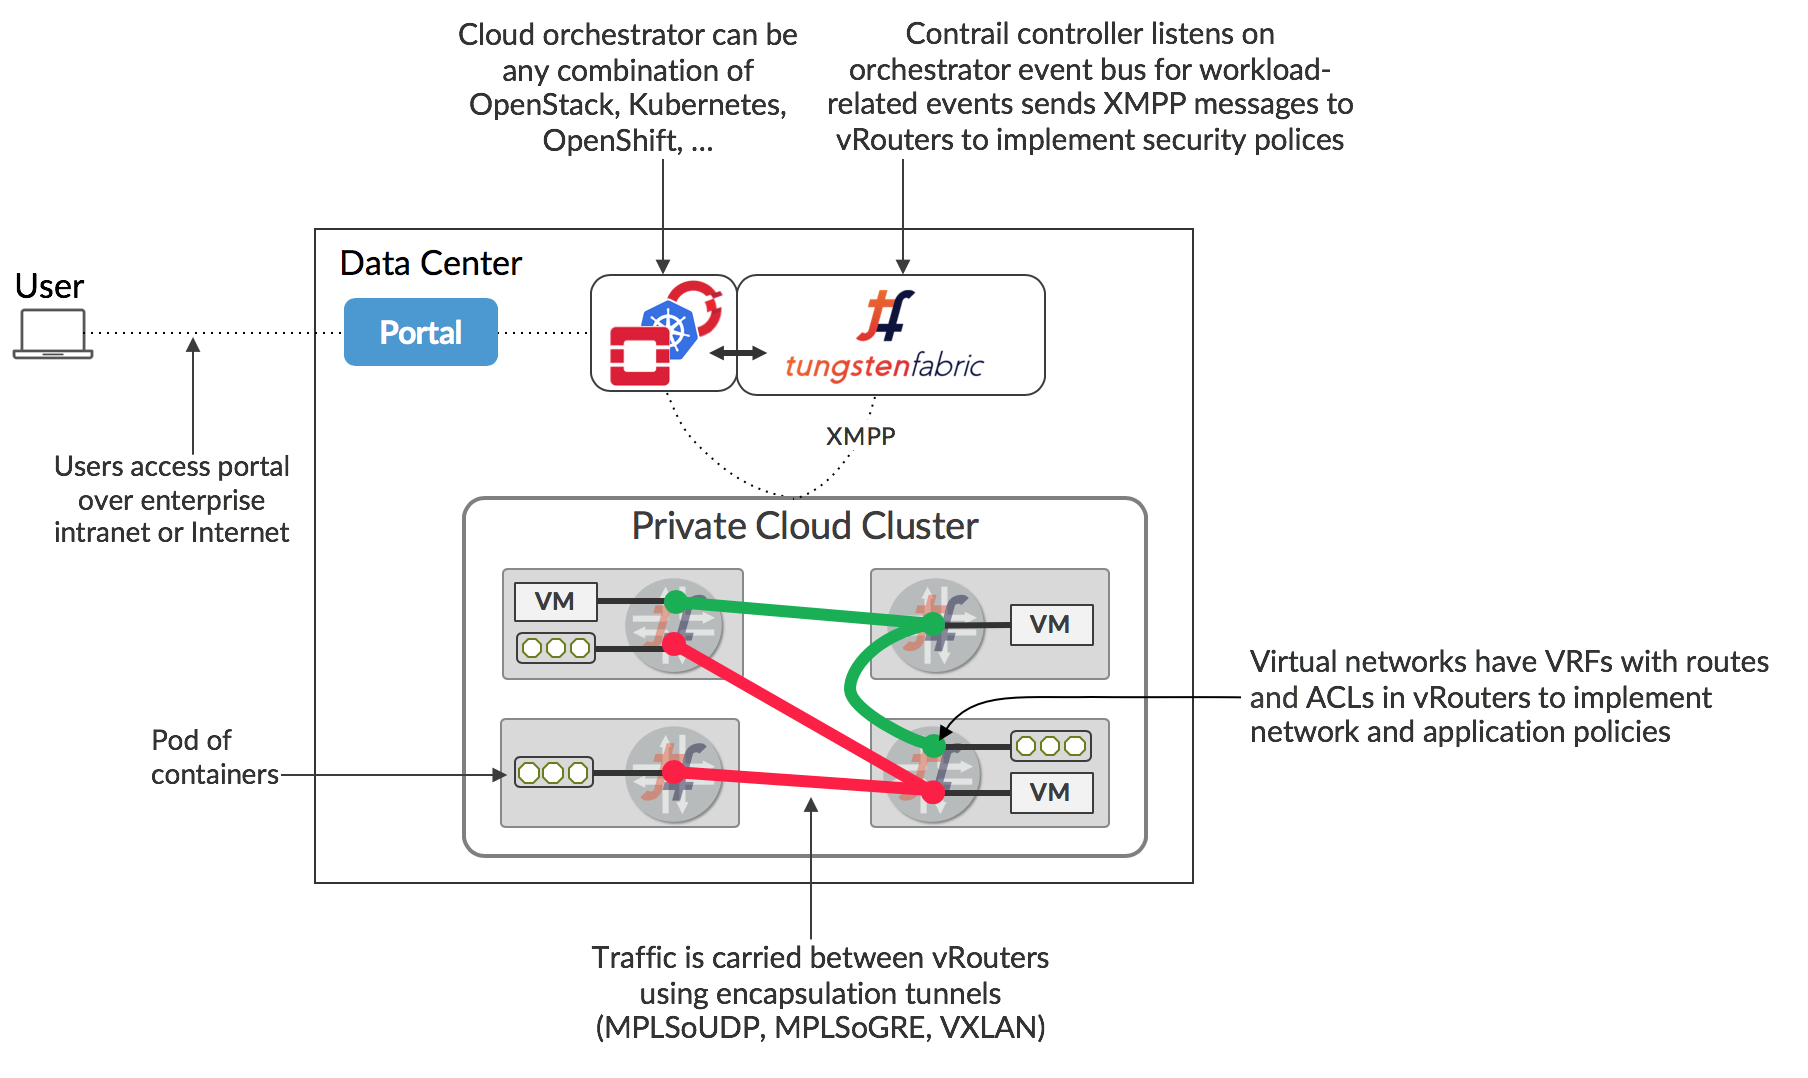 Cloud orchestrator can be
any combination of
OpenStack, Kubernetes,
OpenShift, ...
Contrail controller listens on
orchestrator event bus for workload-
related events sends XMPP messages to
vRouters to implement security polices
User
Data Center
Portal
tungstenfabric
XMPP
Users access portal
over enterprise
intranet or Internet
Private Cloud Cluster
VM
VM
Virtual networks have VRFs with routes
and ACLs in vRouters to implement
network and application policies
Pod of
containers
VM
Traffic is carried between vRouters
using encapsulation tunnels
(MPLSoUDP, MPLSoGRE, VXLAN)